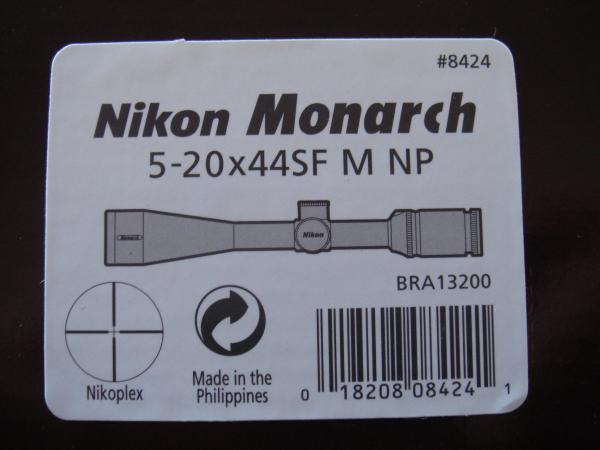 #8424
Nikon Monarch
5-20x44SF M NP
Monarch
Nikon
BRA13200
Nikoplex
Made in the
Philippines
0 18208 08424 1